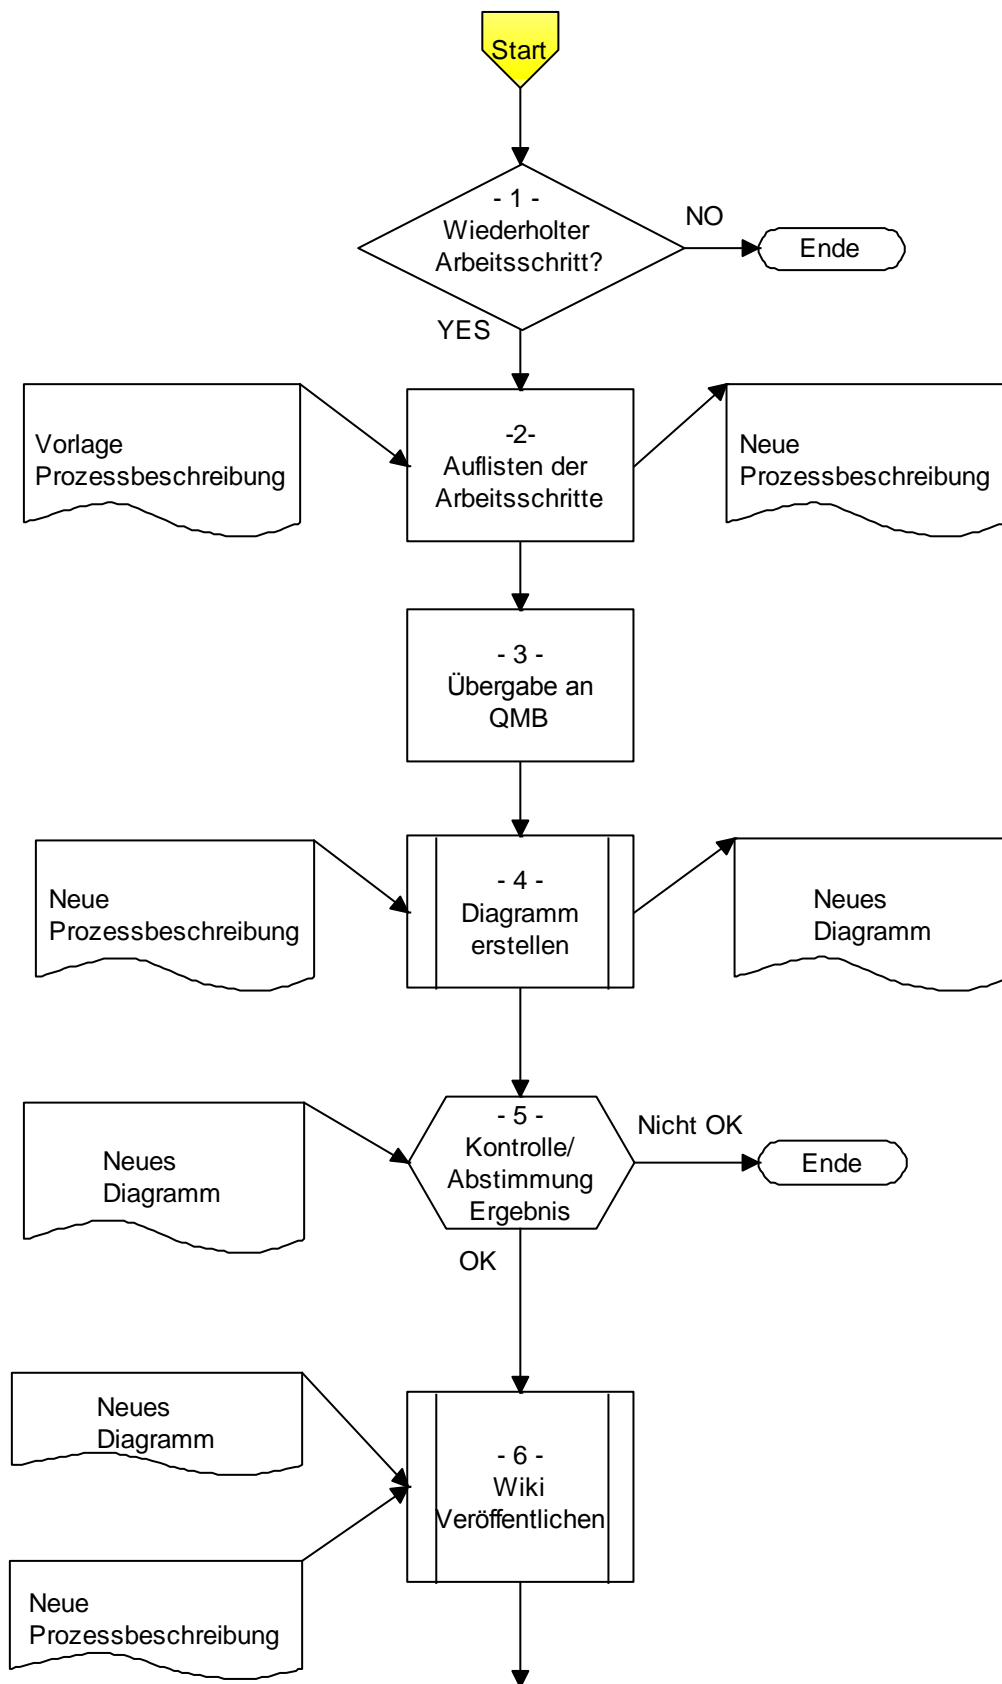 Start
- 1 -
Wiederholter
Arbeitsschritt?
NO
Ende
YES
Vorlage
Prozessbeschreibung
-2-
Auflisten der
Arbeitsschritte
Neue
Prozessbeschreibung
- 3 -
Übergabe an
QMB
Neue
Prozessbeschreibung
- 4 -
Diagramm
erstellen
Neues
Diagramm
Neues
Diagramm
- 5 -
Kontrolle/
Abstimmung
Ergebnis
Nicht OK
Ende
OK
Neues
Diagramm
- 6 -
Wiki
Veröffentlichen
Neue
Prozessbeschreibung